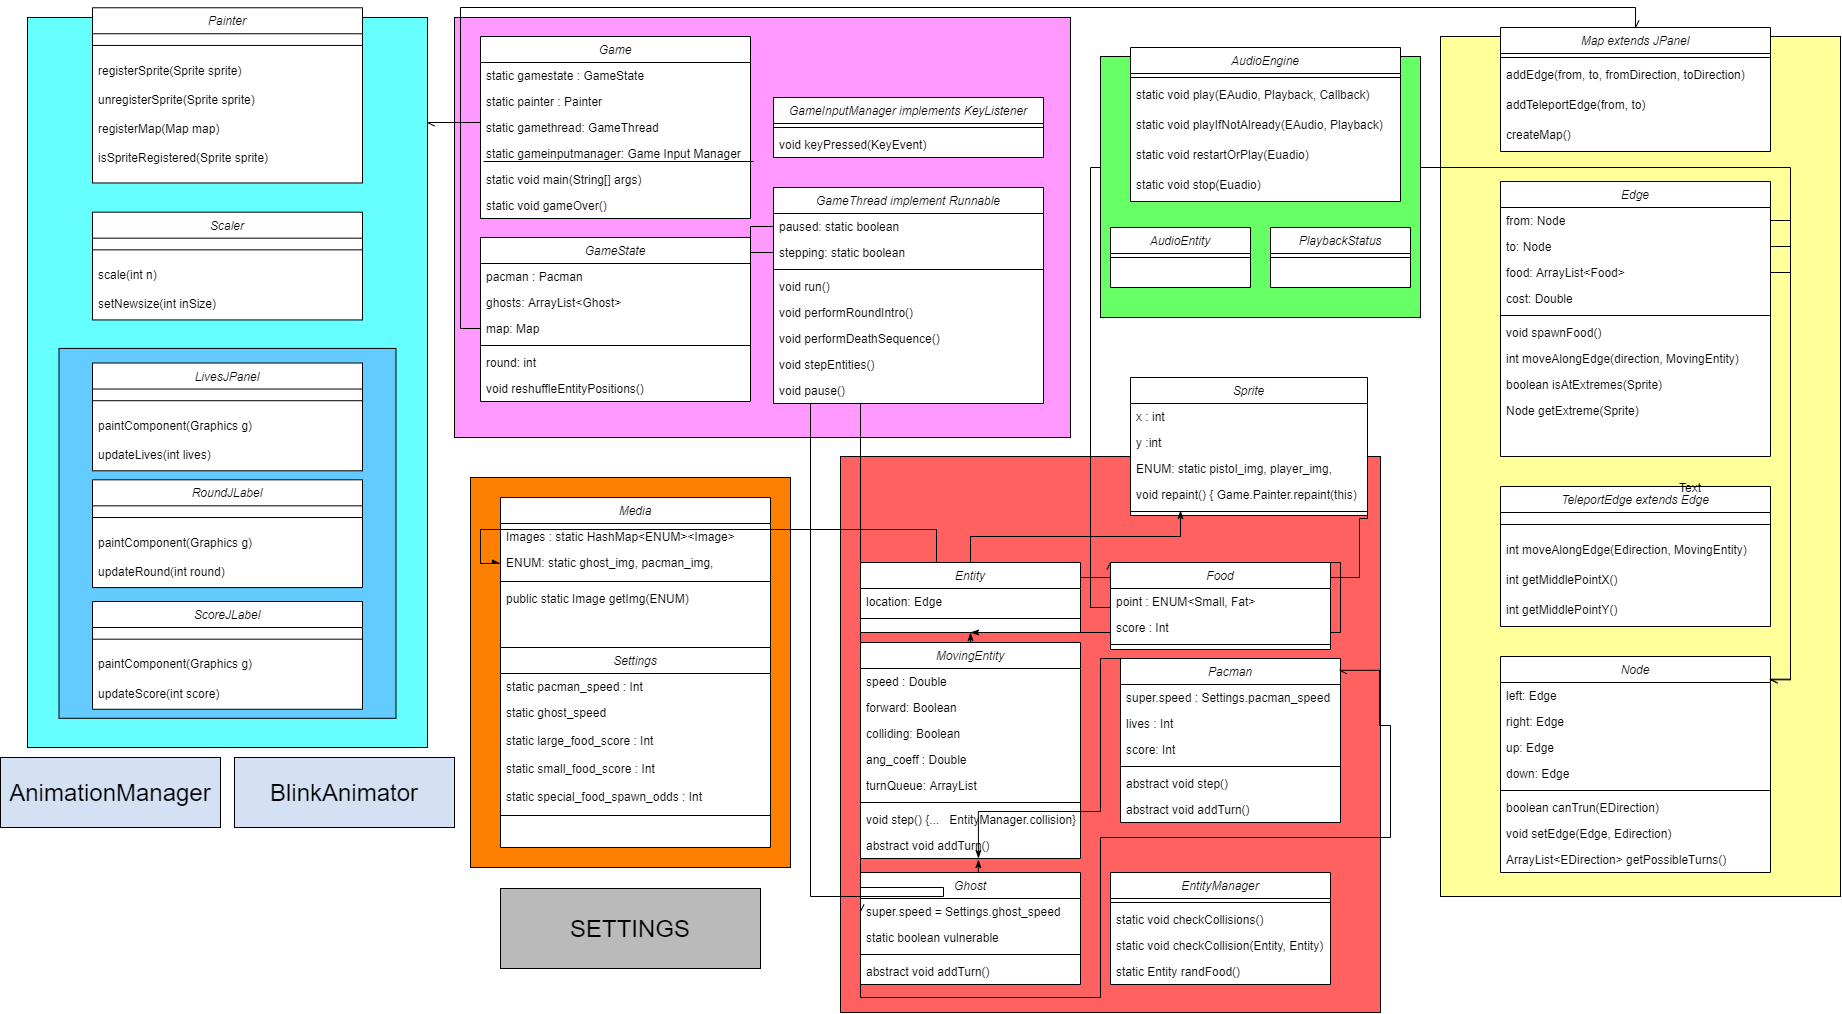 Painter
registerSprite(Sprite sprite)
unregisterSprite(Sprite sprite)
registerMap(Map map)
isSpriteRegistered(Sprite sprite)
Scaler
scale(int n)
setNewsize(int inSize)
LivesJPanel
paintComponent(Graphics g)
updateLives(int lives)
RoundJLabel
paintComponent(Graphics g)
updateRound(int round)
ScoreJLabel
paintComponent(Graphics g)
updateScore(int score)
AnimationManager
BlinkAnimator
Game
static gamestate : GameState
static painter : Painter
static gamethread: GameThread
static gameinputmanager: Game Input Manager
static void main(String[] args)
static void gameOver()
GameState
pacman : Pacman
ghosts: ArrayList<Ghost>
map: Map
round: int
void reshuffleEntityPositions()
GameInputManager implements KeyListener
void keyPressed(KeyEvent)
GameThread implement Runnable
paused: static boolean
stepping: static boolean
void run()
void performRoundIntro()
void performDeathSequence()
void stepEntities()
void pause()
Media
Images : static HashMap<ENUM><Image>
ENUM: static ghost_img, pacman_img,
public static Image getImg(ENUM)
Settings
static pacman_speed : Int
static ghost_speed
static large_food_score : Int
static small_food_score : Int
static special_food_spawn_odds : Int
SETTINGS
AudioEngine
static void play(EAudio, Playback, Callback)
static void playIfNotAlready(EAudio, Playback)
static void restartOrPlay(Euadio)
static void stop(Euadio)
AudioEntity
PlaybackStatus
Sprite
x : int
y :int
ENUM: static pistol_img, player_img,
void repaint() { Game.Painter.repaint(this)
Entity
location: Edge
Food
point : ENUM<Small, Fat>
score : Int
MovingEntity
speed : Double
forward: Boolean
colliding: Boolean
ang_coeff : Double
turnQueue: ArrayList
void step() {... EntityManager.collision}
abstract void addTurn()
Pacman
super.speed : Settings.pacman_speed
lives : Int
score: Int
abstract void step()
abstract void addTurn()
Ghost
super.speed = Settings.ghost_speed
static boolean vulnerable
abstract void addTurn()
EntityManager
static void checkCollisions()
static void checkCollision(Entity, Entity)
static Entity randFood()
Map extends JPanel
addEdge(from, to, fromDirection, toDirection)
addTeleportEdge(from, to)
createMap()
Edge
from: Node
to: Node
food: ArrayList<Food>
cost: Double
void spawnFood()
int moveAlongEdge(direction, MovingEntity)
boolean isAtExtremes(Sprite)
Node getExtreme(Sprite)
Text
TeleportEdge extends Edge
int moveAlongEdge(Edirection, MovingEntity)
int getMiddlePointX()
int getMiddlePointY()
Node
left: Edge
right: Edge
up: Edge
down: Edge
boolean canTrun(EDirection)
void setEdge(Edge, Edirection)
ArrayList<EDirection> getPossibleTurns()